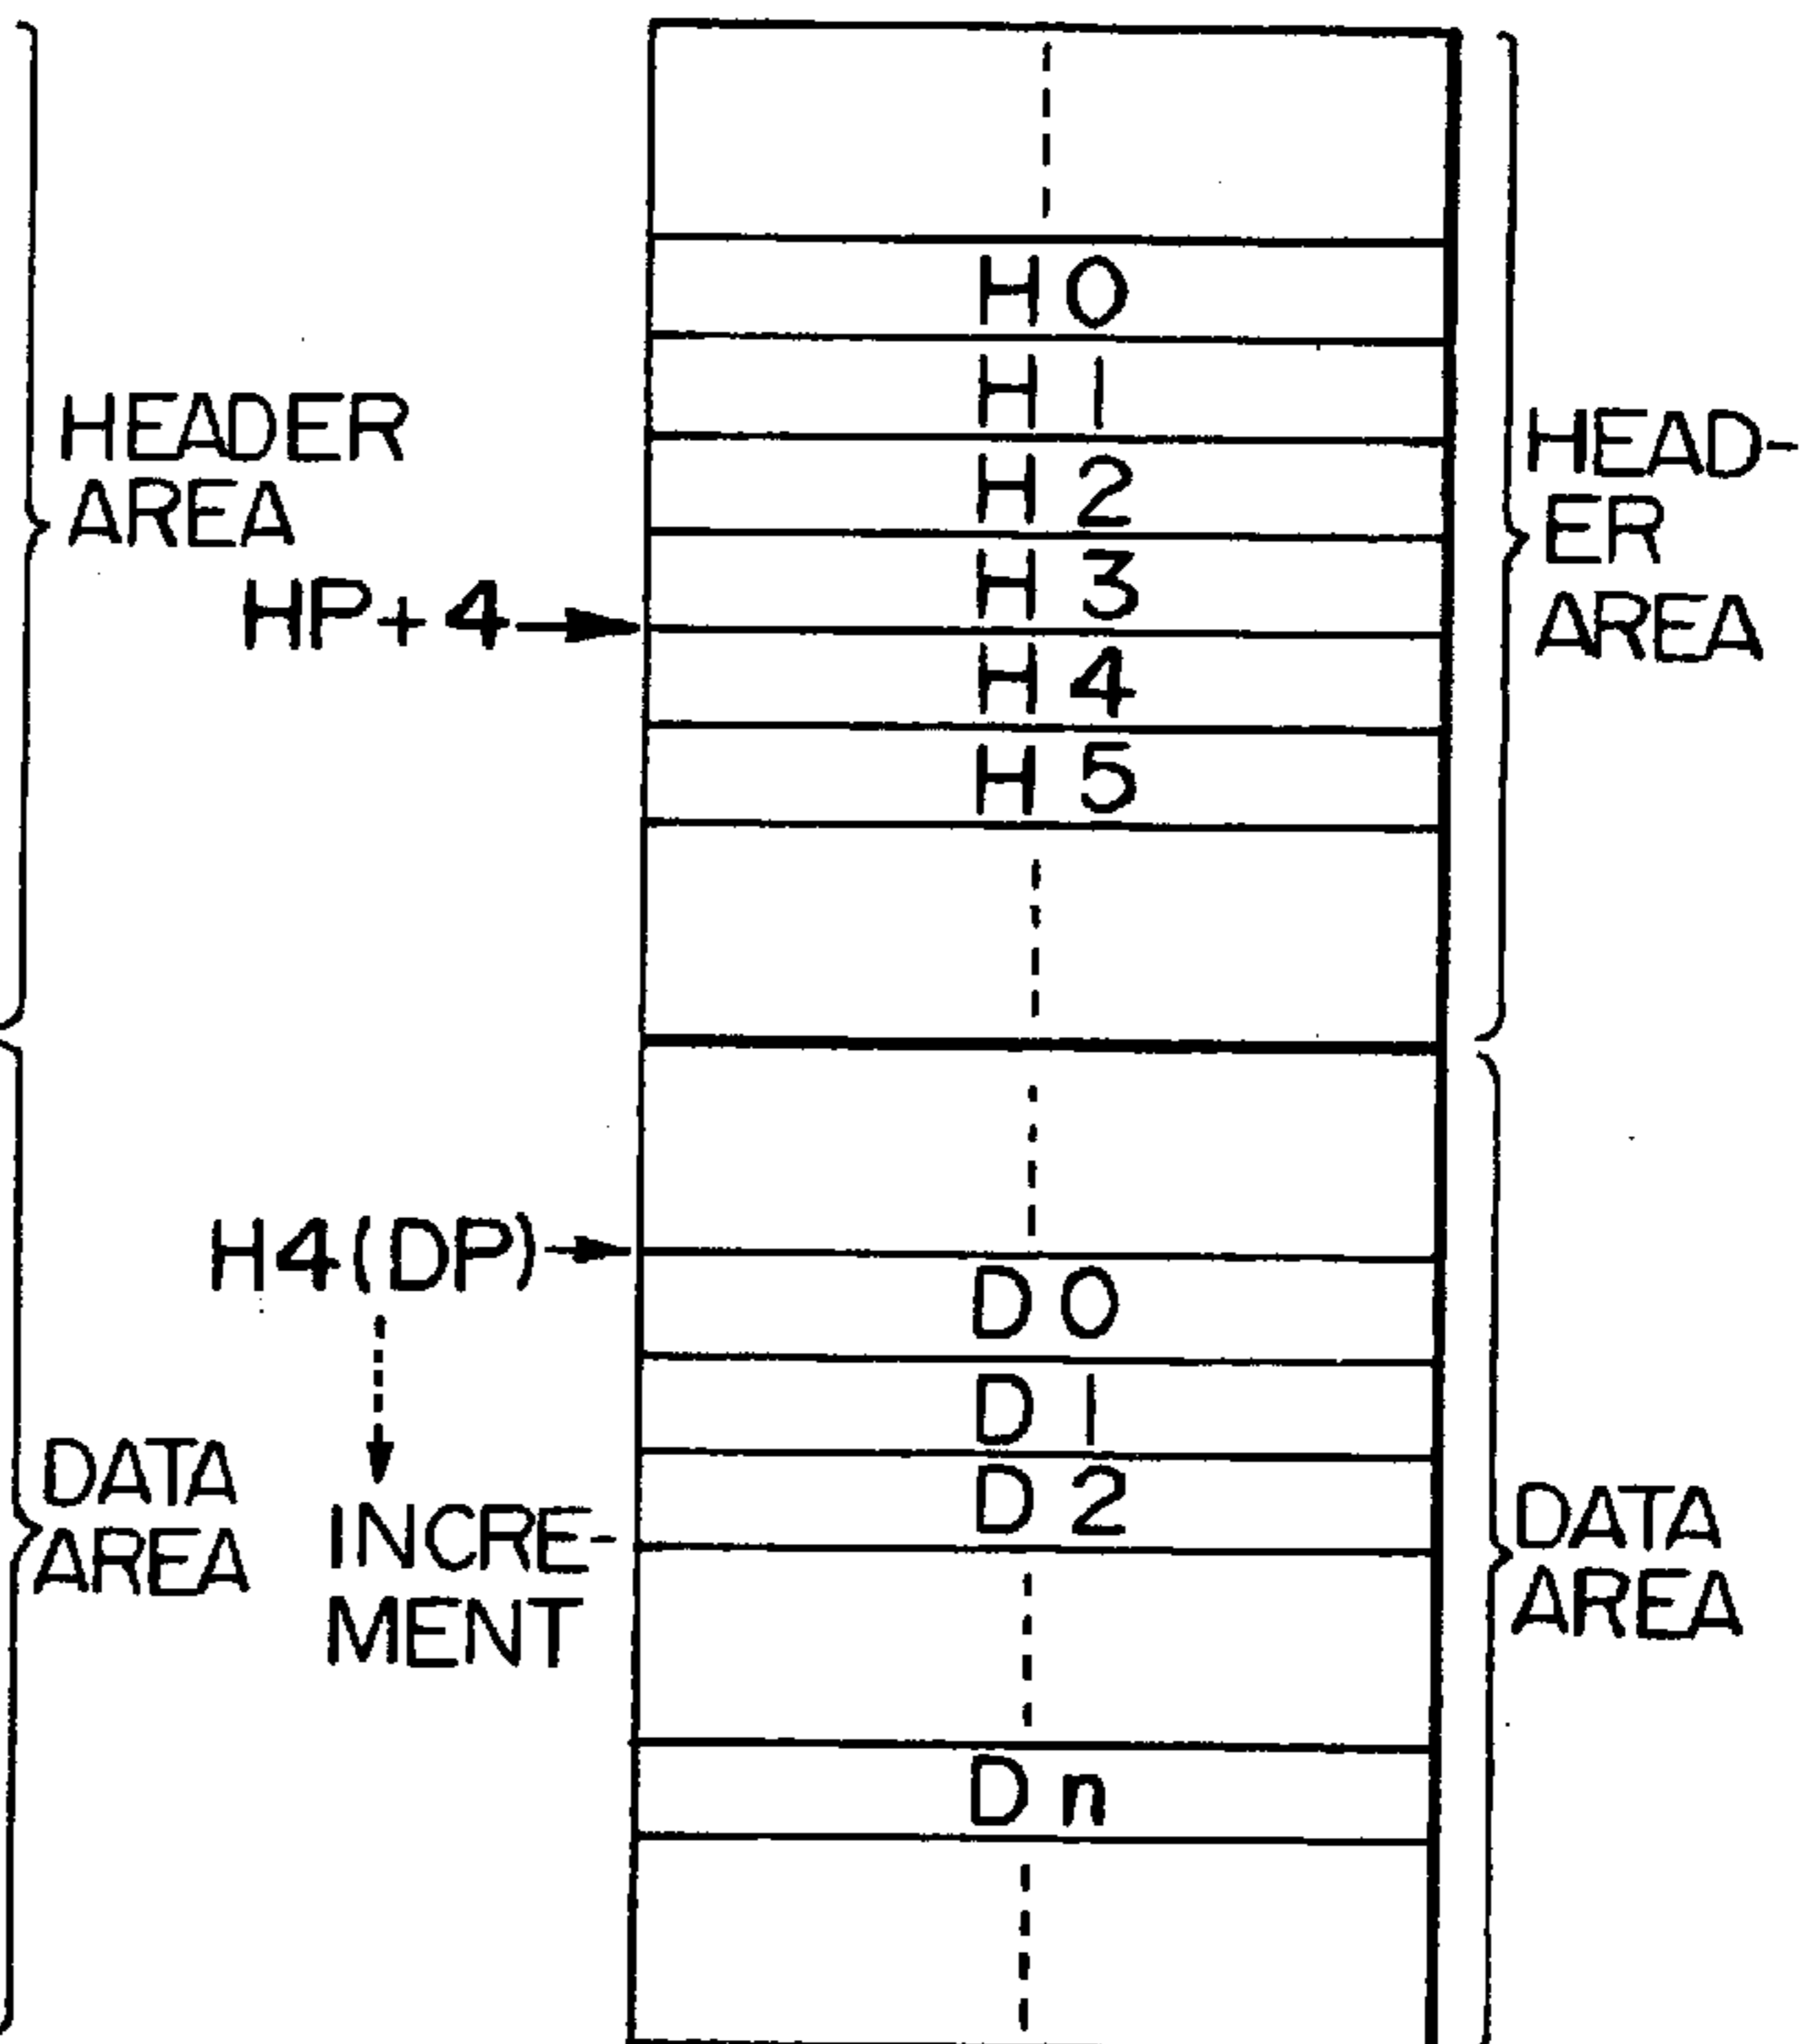 H0
H1
HEADER
AREA
H2
H3
HP+4
H4
H5
HEAD-
ER
AREA
H4(DP)
D0
D1
D2
DATA
AREA
INCRE-
MENT
DATA
AREA
Dn